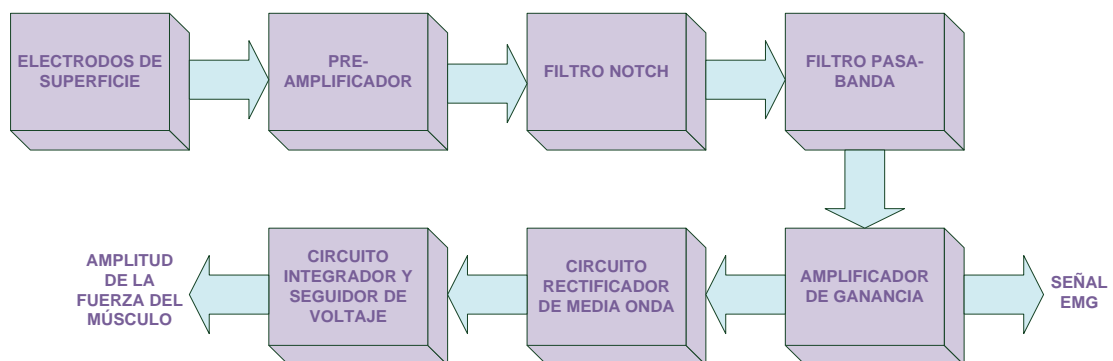 ELECTRODOS DE
SUPERFICIE
PRE-
AMPLIFICADOR
FILTRO NOTCH
FILTRO PASA-
BANDA
AMPLITUD
DE LA
FUERZA DEL
MÚSCULO
CIRCUITO
INTEGRADOR Y
SEGUIDOR DE
VOLTAJE
CIRCUITO
RECTIFICADOR
DE MEDIA ONDA
AMPLIFICADOR
DE GANANCIA
SEÑAL
EMG